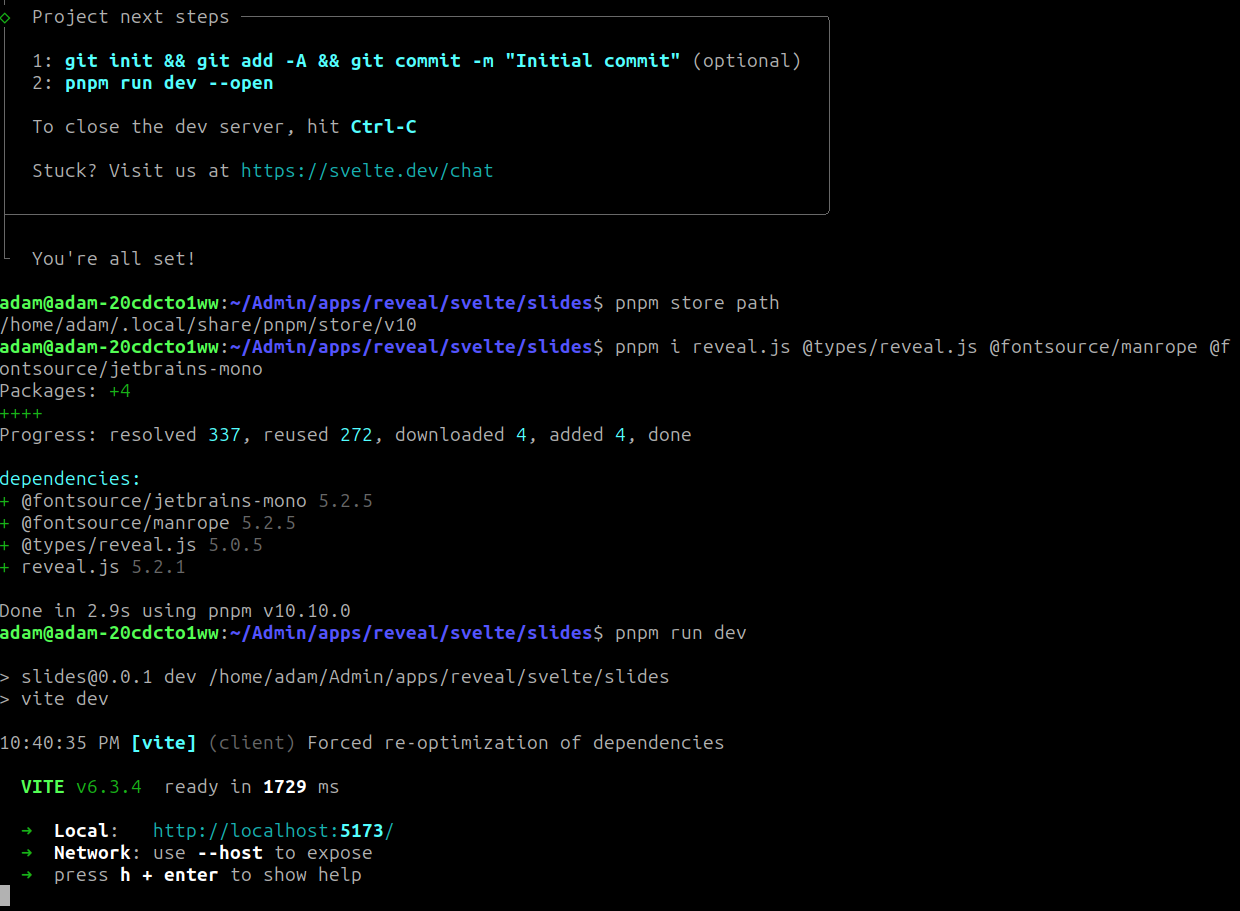 Project next steps
1: git init && git add -A && git commit -m "Initial commit" (optional)
2: pnpm run dev --open
To close the dev server, hit Ctrl-C
Stuck? Visit us at https://svelte.dev/chat
You're all set!
adam@adam-20cdcto1ww:~/Admin/apps/reveal/svelte/slides$ pnpm store path
/home/adam/.local/share/pnpm/store/v10
adam@adam-20cdcto1ww:~/Admin/apps/reveal/svelte/slides$ pnpm i reveal.js @types/reveal.js @fontsource/manrope @f
ontsource/jetbrains-mono
Packages: +4
++++
Progress: resolved 337, reused 272, downloaded 4, added 4, done
dependencies:
+ @fontsource/jetbrains-mono 5.2.5
+ @fontsource/manrope 5.2.5
+ @types/reveal.js 5.0.5
+ reveal.js 5.2.1
Done in 2.9s using pnpm v10.10.0
adam@adam-20cdcto1ww:~/Admin/apps/reveal/svelte/slides$ pnpm run dev
> slides@0.0.1 dev /home/adam/Admin/apps/reveal/svelte/slides
> vite dev
10:40:35 PM [vite] (client) Forced re-optimization of dependencies
VITE v6.3.4  ready in 1729 ms
➜  Local:   http://localhost:5173/
➜  Network: use --host to expose
➜  press h + enter to show help